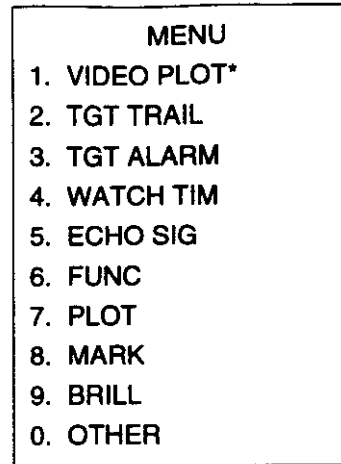 MENU
1. VIDEO PLOT*
2. TGT TRAIL
3. TGT ALARM
4. WATCH TIM
5. ECHO SIG
6. FUNC
7. PLOT
8. MARK
9. BRILL
0. OTHER